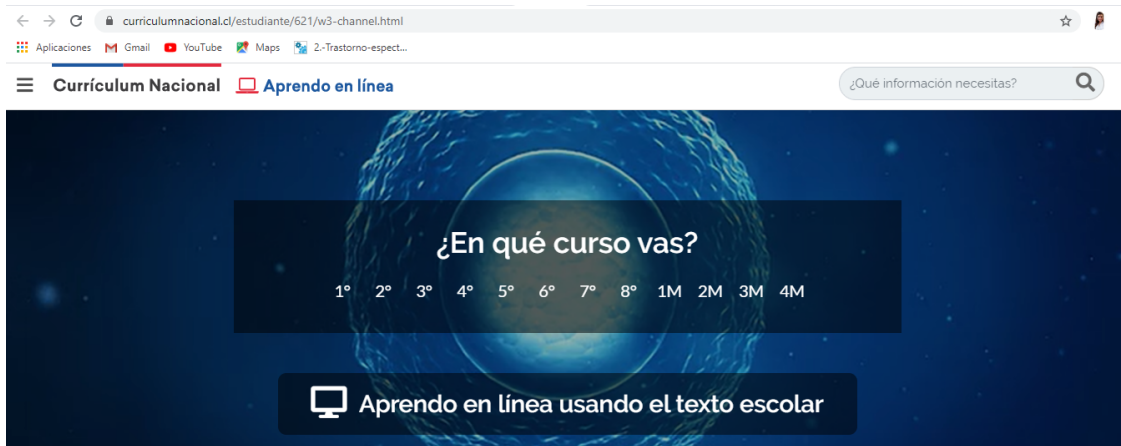 curriculumnacional.cl/estudiante/621/w3-channel.html
Aplicaciones Gmail YouTube Maps 2.-Trastorno-espect...
Currículum Nacional Aprendo en línea ¿Qué información necesitas?
¿En qué curso vas?
1° 2° 3° 4° 5° 6° 7° 8° 1M 2M 3M 4M
Aprendo en línea usando el texto escolar